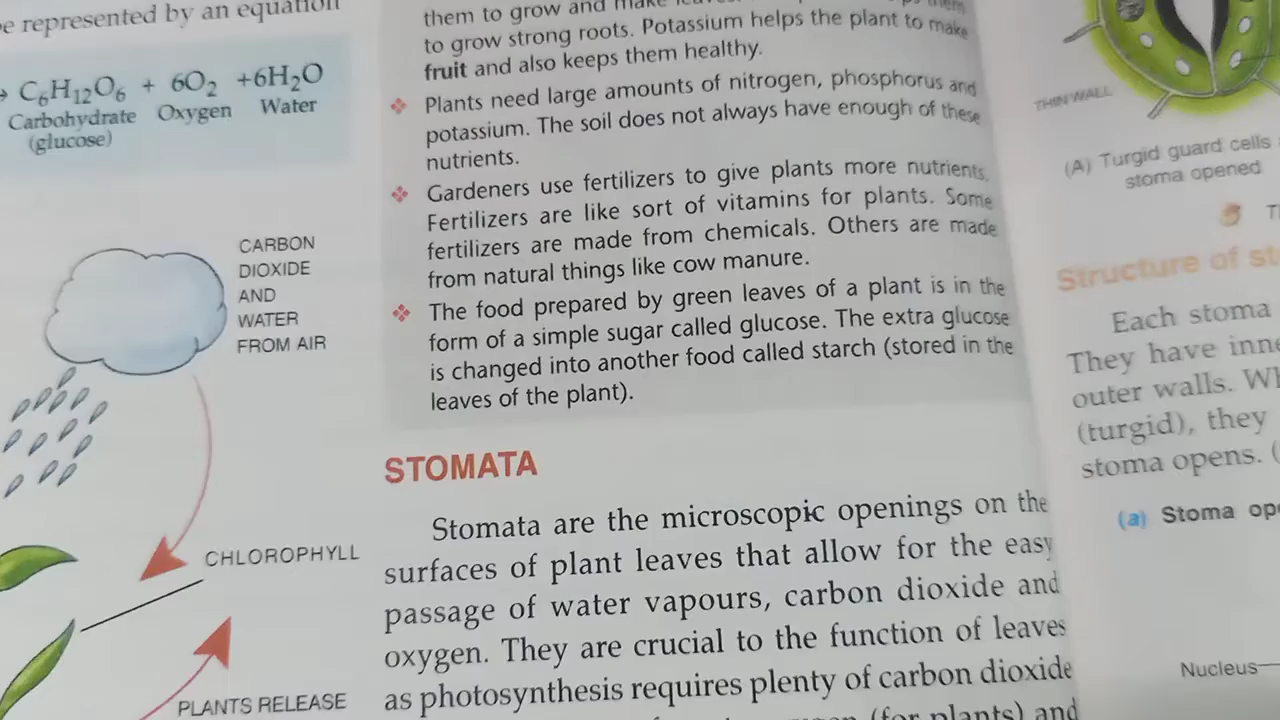 be represented by an equation
→ C₆H₁₂O₆ + 6O₂ +6H₂O
Carbohydrate Oxygen Water
(glucose)
CARBON
DIOXIDE
AND
WATER
FROM AIR
CHLOROPHYLL
PLANTS RELEASE
them to grow and make
to grow strong roots. Potassium helps the plant to make
fruit and also keeps them healthy.
❖ Plants need large amounts of nitrogen, phosphorus and
potassium. The soil does not always have enough of these
nutrients.
❖ Gardeners use fertilizers to give plants more nutrients.
Fertilizers are like sort of vitamins for plants. Some
fertilizers are made from chemicals. Others are made
from natural things like cow manure.
❖ The food prepared by green leaves of a plant is in the
form of a simple sugar called glucose. The extra glucose
is changed into another food called starch (stored in the
leaves of the plant).
STOMATA
Stomata are the microscopic openings on the
surfaces of plant leaves that allow for the easy
passage of water vapours, carbon dioxide and
oxygen. They are crucial to the function of leaves
as photosynthesis requires plenty of carbon dioxide
(for plants) and
THIN WALL
(A) Turgid guard cells
stoma opened
Structure of
Each stoma
They have
outer walls.
(turgid), they
stoma opens. (
(a) Stoma
Nucleus